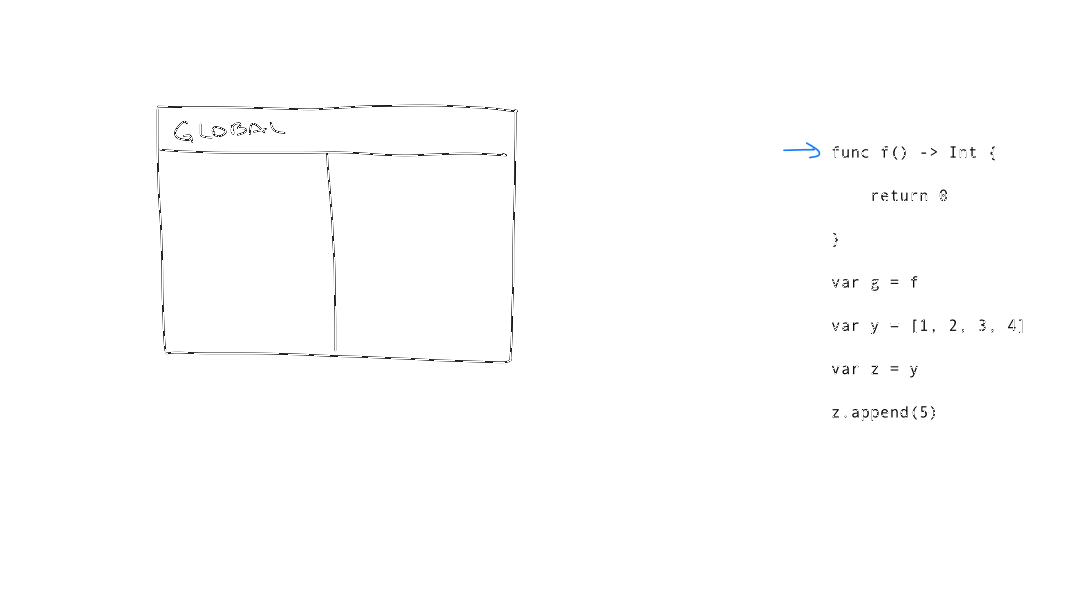 GLOBAL
func f() -> Int {
    return 8
}
var g = f
var y = [1, 2, 3, 4]
var z = y
z.append(5)